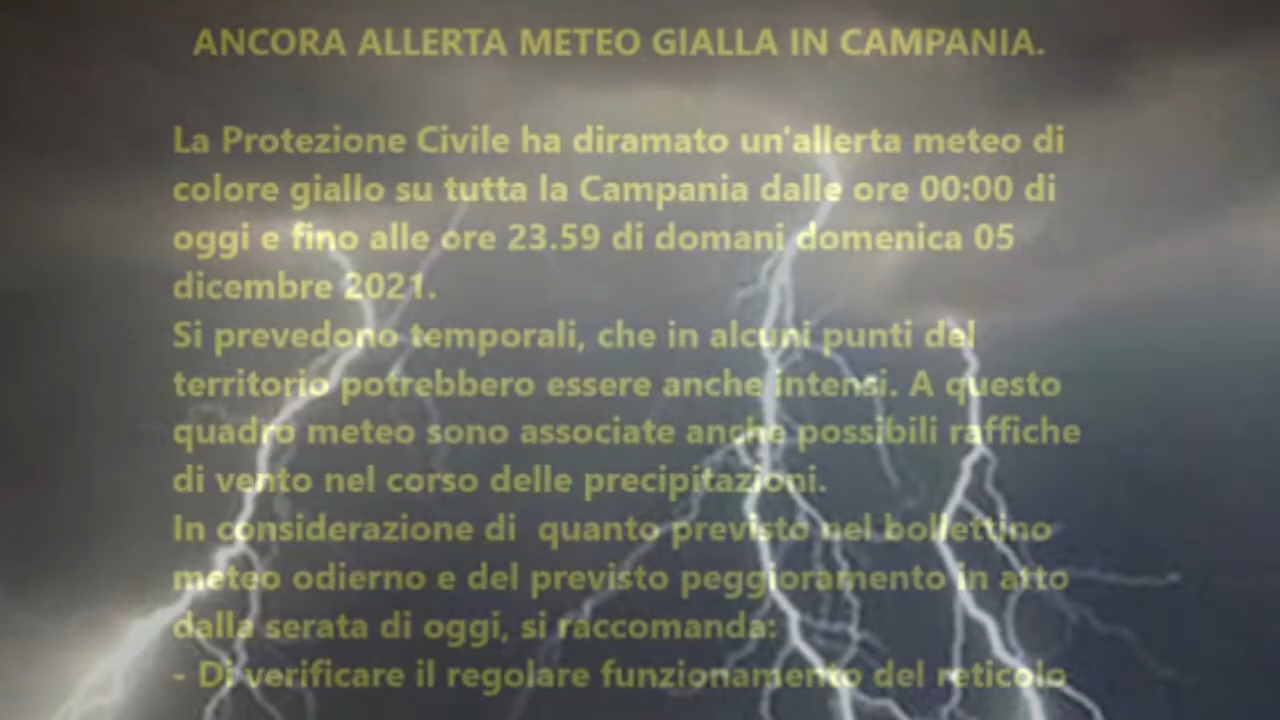 ANCORA ALLERTA METEO GIALLA IN CAMPANIA.
La Protezione Civile ha diramato un'allerta meteo di
colore giallo su tutta la Campania dalle ore 00:00 di
oggi e fino alle ore 23.59 di domani domenica 05
dicembre 2021.
Si prevedono temporali, che in alcuni punti del
territorio potrebbero essere anche intensi. A questo
quadro meteo sono associate anche possibili raffiche
di vento nel corso delle precipitazioni.
In considerazione di  quanto previsto nel bollettino
meteo odierno e del previsto peggioramento in atto
dalla serata di oggi, si raccomanda:
- Di verificare il regolare funzionamento del reticolo